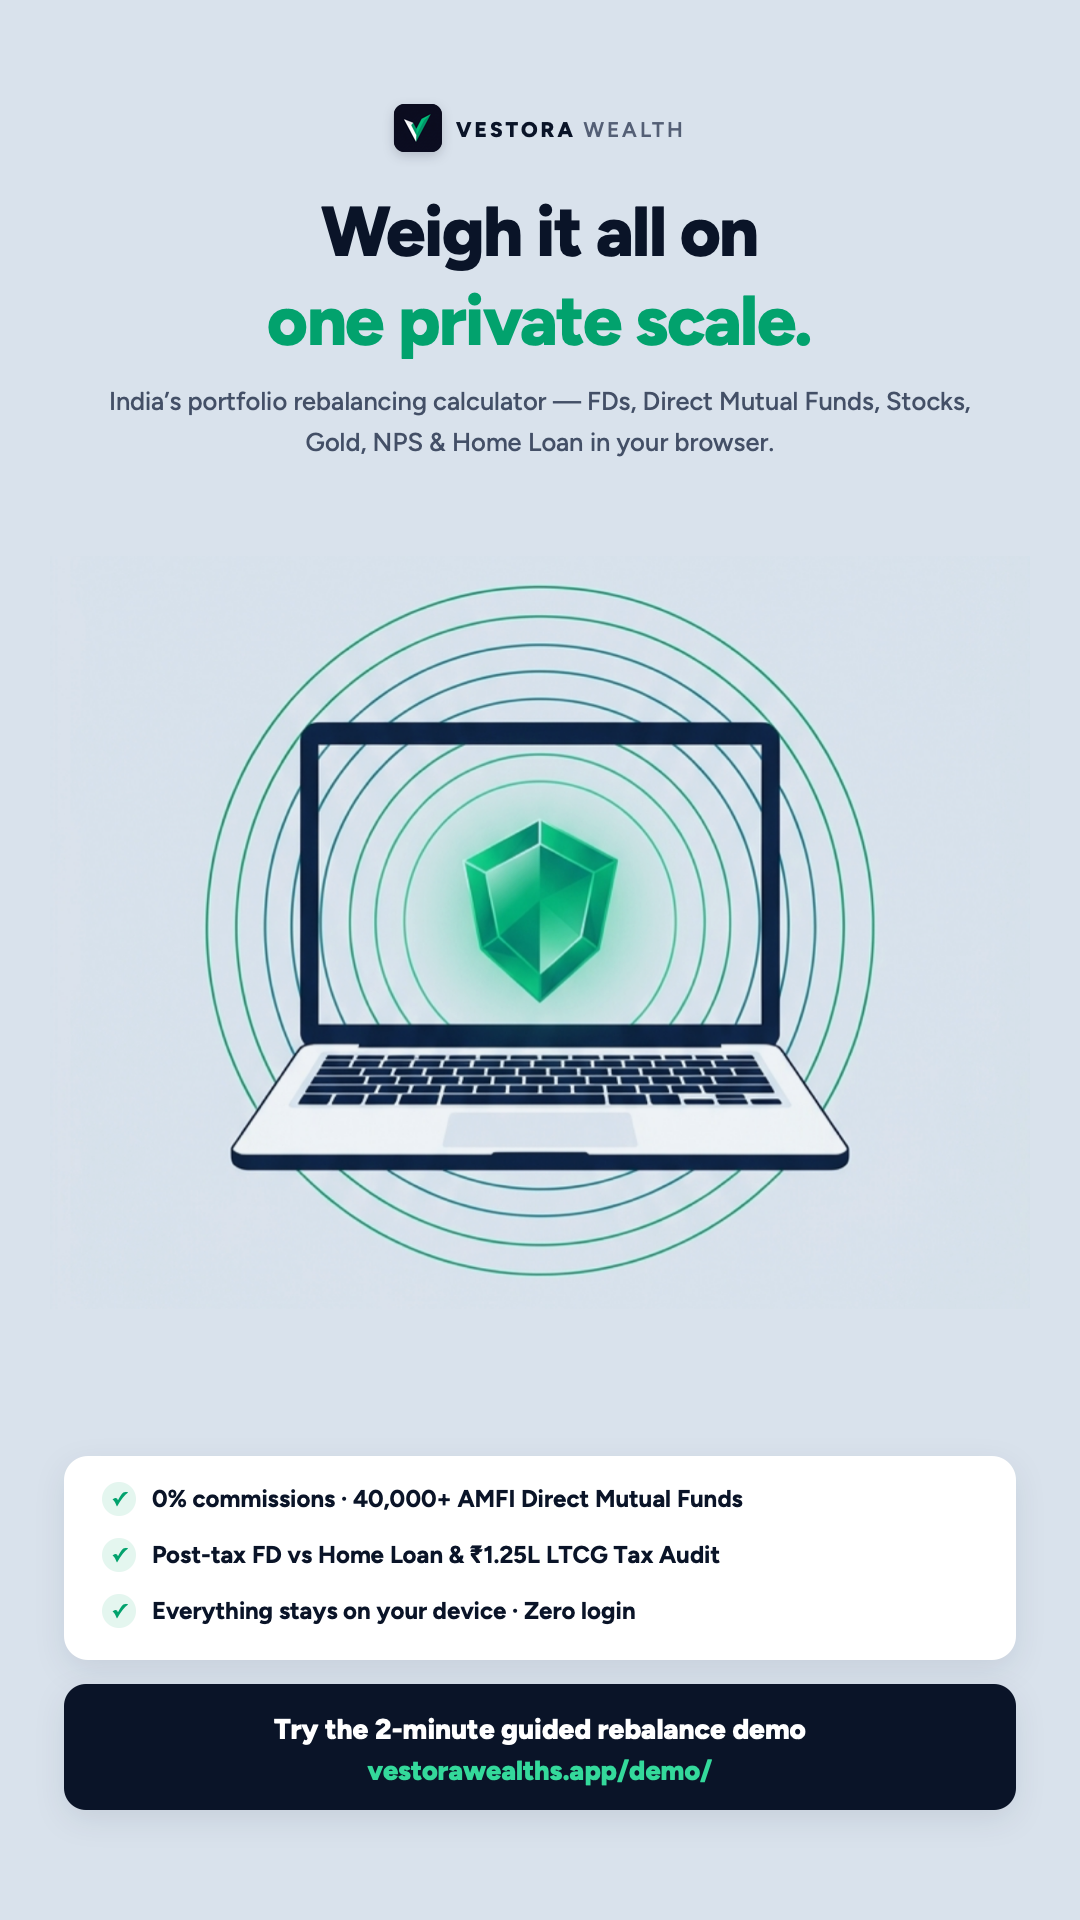 VESTORA WEALTH
Weigh it all on
one private scale.
India’s portfolio rebalancing calculator — FDs, Direct Mutual Funds, Stocks,
Gold, NPS & Home Loan in your browser.
✓ 0% commissions · 40,000+ AMFI Direct Mutual Funds
✓ Post-tax FD vs Home Loan & ₹1.25L LTCG Tax Audit
✓ Everything stays on your device · Zero login
Try the 2-minute guided rebalance demo
vestorawealths.app/demo/